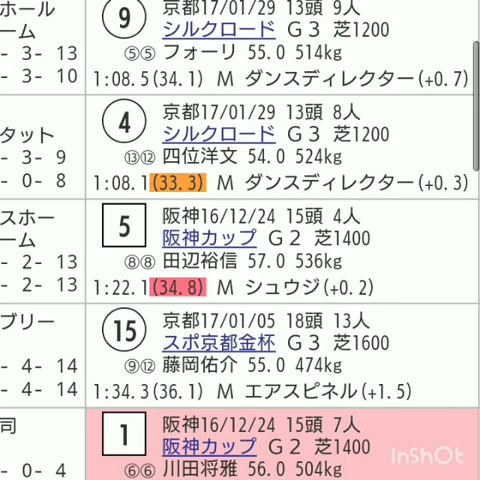 ホール
ーム
- 3- 13
- 3- 10
9
京都17/01/29 13頭 9人
シルクロード G3 芝1200
⑤⑤ フォーリ 55.0 514kg
1:08.5(34.1) M ダンスディレクター(+0.7)
タット
- 3- 9
- 0- 8
4
京都17/01/29 13頭 8人
シルクロード G3 芝1200
⑬⑫ 四位洋文 54.0 524kg
1:08.1(33.3) M ダンスディレクター(+0.3)
スホー
ーム
- 2- 13
- 2- 13
5
阪神16/12/24 15頭 4人
阪神カップ G2 芝1400
⑧⑧ 田辺裕信 57.0 536kg
1:22.1(34.8) M シュウジ(+0.2)
ブリー
- 4- 14
- 4- 14
15
京都17/01/05 18頭 13人
スポ京都金杯 G3 芝1600
⑨⑫ 藤岡佑介 55.0 474kg
1:34.3(36.1) M エアスピネル(+1.5)
司
- 0- 4
1
阪神16/12/24 15頭 7人
阪神カップ G2 芝1400
⑥⑥ 川田将雅 56.0 504kg
InShOt